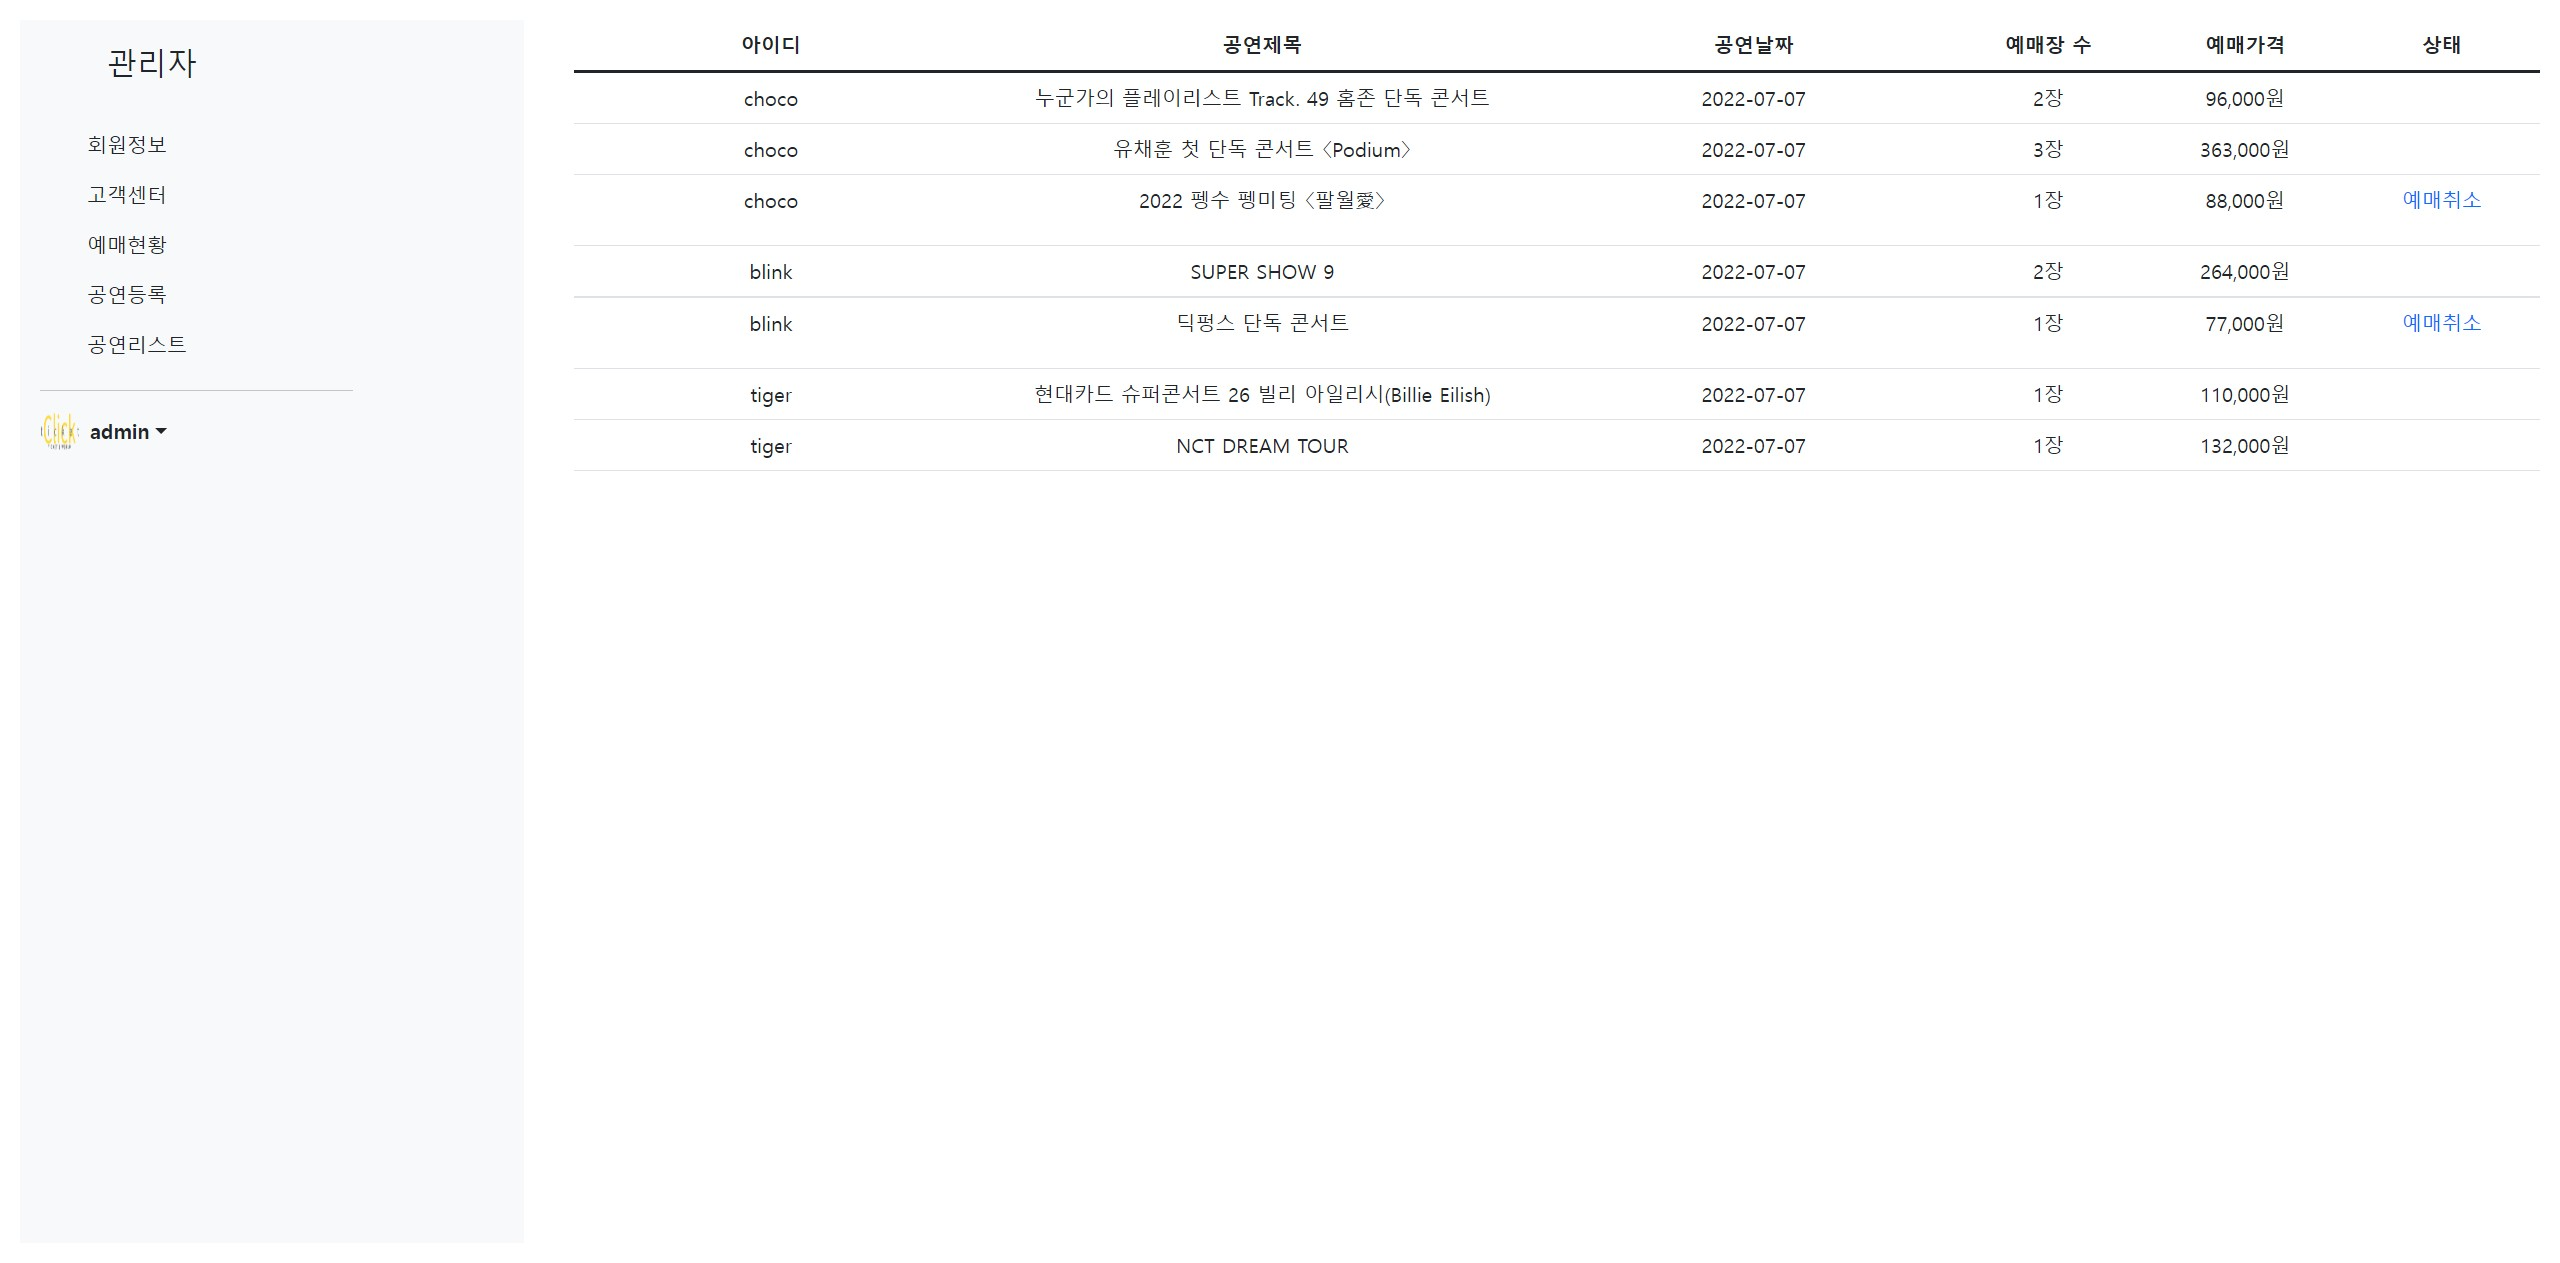 관리자
회원정보
고객센터
예매현황
공연등록
공연리스트
Click
admin
아이디 공연제목 공연날짜 예매장 수 예매가격 상태
choco 누군가의 플레이리스트 Track. 49 홈존 단독 콘서트 2022-07-07 2장 96,000원
choco 유채훈 첫 단독 콘서트 〈Podium〉 2022-07-07 3장 363,000원
choco 2022 펭수 펭미팅 〈팔월愛〉 2022-07-07 1장 88,000원 예매취소
blink SUPER SHOW 9 2022-07-07 2장 264,000원
blink 딕펑스 단독 콘서트 2022-07-07 1장 77,000원 예매취소
tiger 현대카드 슈퍼콘서트 26 빌리 아일리시(Billie Eilish) 2022-07-07 1장 110,000원
tiger NCT DREAM TOUR 2022-07-07 1장 132,000원